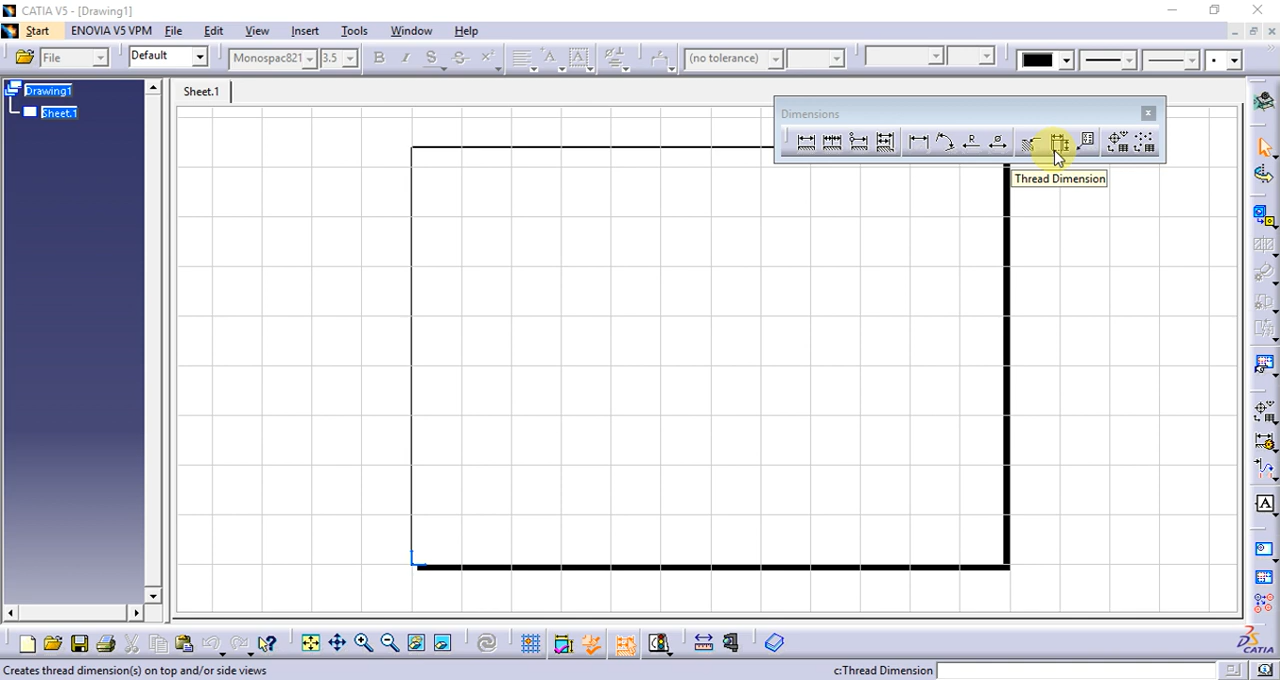 CATIA V5 - [Drawing1]
Start ENOVIA V5 VPM File Edit Insert View Tools Window Help
File Default Monospac821 3.5 B I S S (no tolerance)
Drawing1
Sheet.1
Sheet.1
Dimensions
R
Thread Dimension
A
CATIA
Creates thread dimension(s) on top and/or side views
c:Thread Dimension